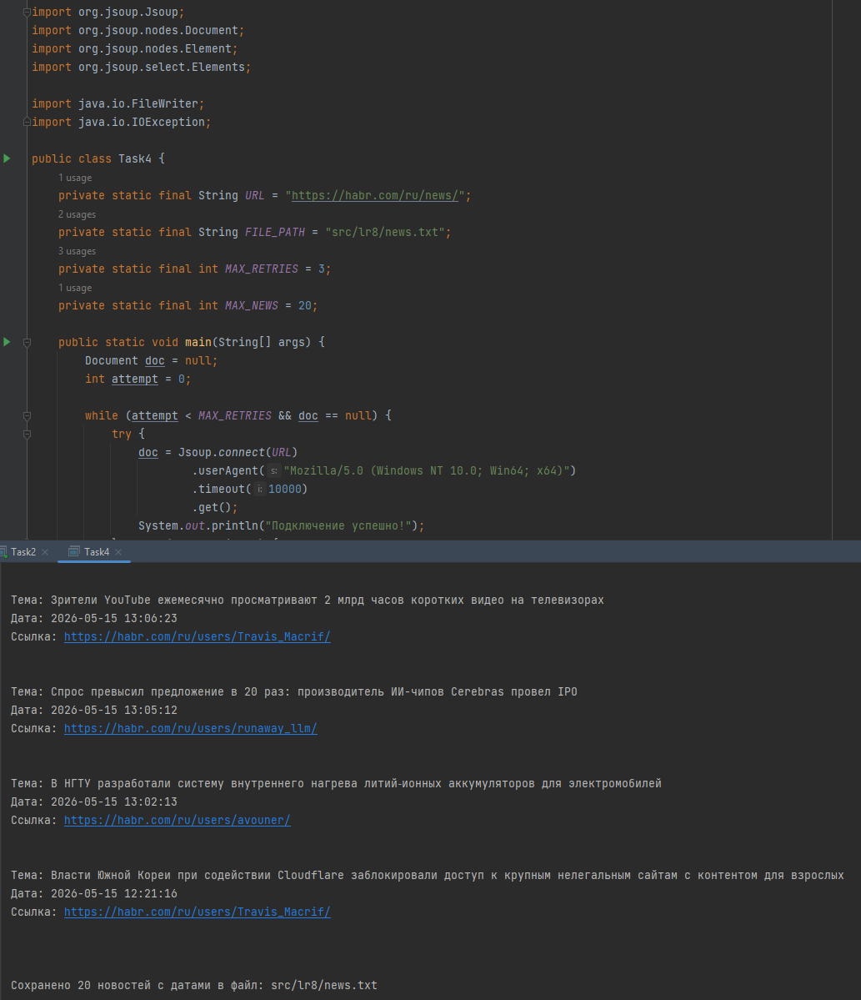 import org.jsoup.Jsoup;
import org.jsoup.nodes.Document;
import org.jsoup.nodes.Element;
import org.jsoup.select.Elements;
import java.io.FileWriter;
import java.io.IOException;
public class Task4 {
1 usage
private static final String URL = "https://habr.com/ru/news/";
2 usages
private static final String FILE_PATH = "src/lr8/news.txt";
3 usages
private static final int MAX_RETRIES = 3;
1 usage
private static final int MAX_NEWS = 20;
public static void main(String[] args) {
Document doc = null;
int attempt = 0;
while (attempt < MAX_RETRIES && doc == null) {
try {
doc = Jsoup.connect(URL)
.userAgent( s: "Mozilla/5.0 (Windows NT 10.0; Win64; x64)")
.timeout( i: 10000)
.get();
System.out.println("Подключение успешно!");
Task2 Task4
Тема: Зрители YouTube ежемесячно просматривают 2 млрд часов коротких видео на телевизорах
Дата: 2026-05-15 13:06:23
Ссылка: https://habr.com/ru/users/Travis_Macrif/
Тема: Спрос превысил предложение в 20 раз: производитель ИИ-чипов Cerebras провел IPO
Дата: 2026-05-15 13:05:12
Ссылка: https://habr.com/ru/users/runaway_llm/
Тема: В НГТУ разработали систему внутреннего нагрева литий-ионных аккумуляторов для электромобилей
Дата: 2026-05-15 13:02:13
Ссылка: https://habr.com/ru/users/avouner/
Тема: Власти Южной Кореи при содействии Cloudflare заблокировали доступ к крупным нелегальным сайтам с контентом для взрослых
Дата: 2026-05-15 12:21:16
Ссылка: https://habr.com/ru/users/Travis_Macrif/
Сохранено 20 новостей с датами в файл: src/lr8/news.txt